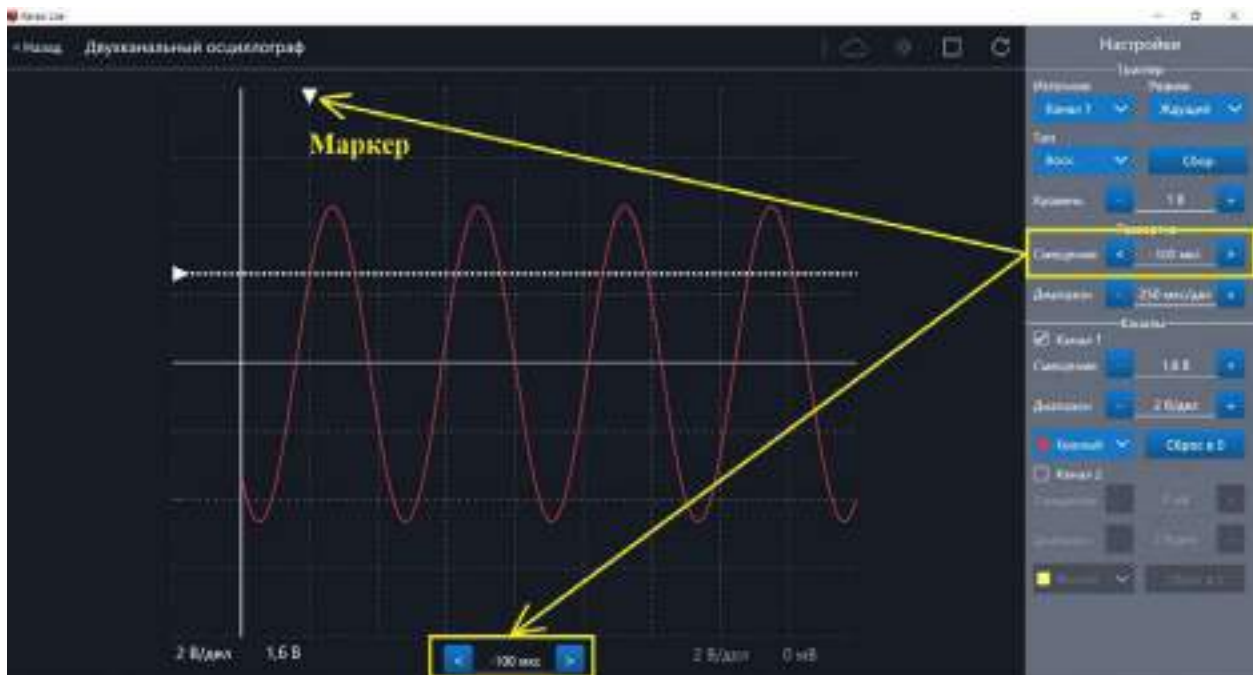 < Назад Двухканальный осциллограф
Настройки
Триггер
Источник Режим
Канал 1 Ждущий
Тип
Восх Сбор
Уровень - 1 В +
Развертка
Смещение < -100 мкс >
Диапазон - 250 мкс/дел +
Каналы
Канал 1
Смещение - 1.6 В +
Диапазон - 2 В/дел +
Красный Сброс в 0
Канал 2
Маркер
2 В/дел 1,6 В < -100 мкс > 2 В/дел 0 мВ